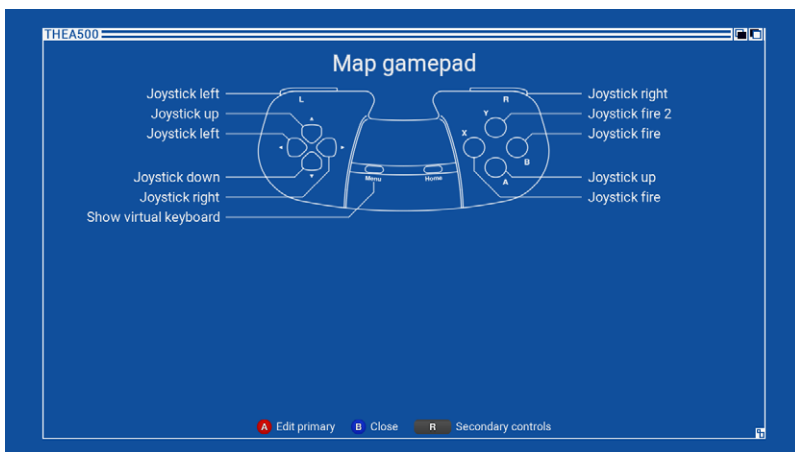 THEA500
Map gamepad
Joystick left
Joystick up
Joystick left
Joystick down
Joystick right
Show virtual keyboard
L
Menu
Home
R
Y
X
B
A
Joystick right
Joystick fire 2
Joystick fire
Joystick up
Joystick fire
A Edit primary B Close R Secondary controls